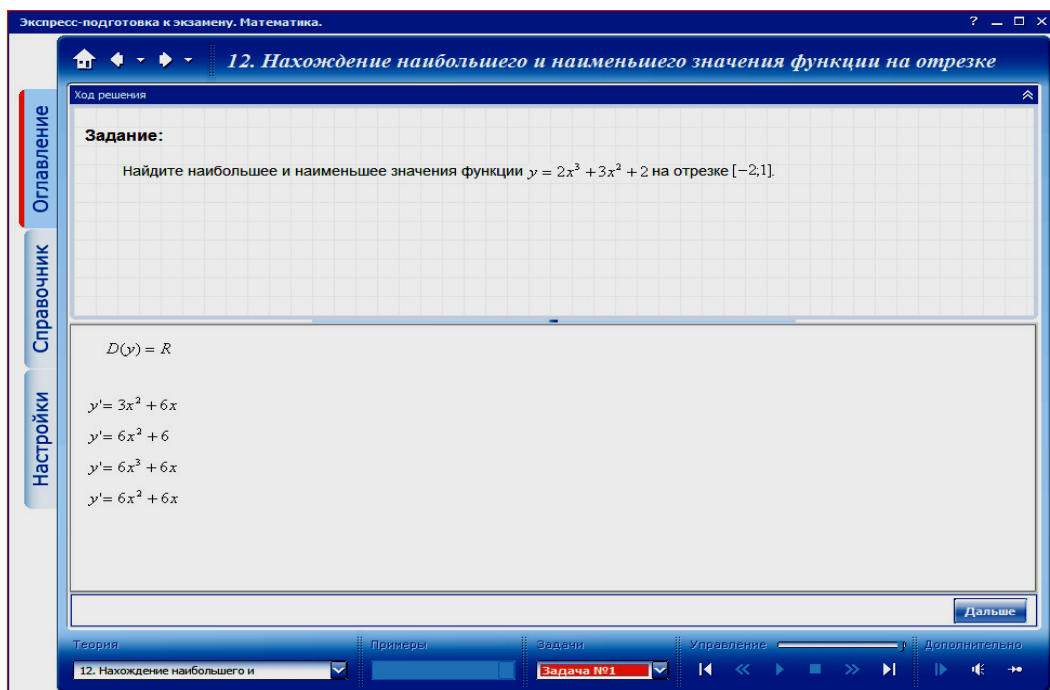 Экспресс-подготовка к экзамену. Математика.
12. Нахождение наибольшего и наименьшего значения функции на отрезке
Оглавление
Справочник
Настройки
Ход решения
Задание:
Найдите наибольшее и наименьшее значения функции y = 2x³ + 3x² + 2 на отрезке [−2;1].
D(y) = R
y'= 3x² + 6x
y'= 6x² + 6
y'= 6x³ + 6x
y'= 6x² + 6x
Дальше
Теория Примеры Задачи Управление Дополнительно
12. Нахождение наибольшего и Задача №1